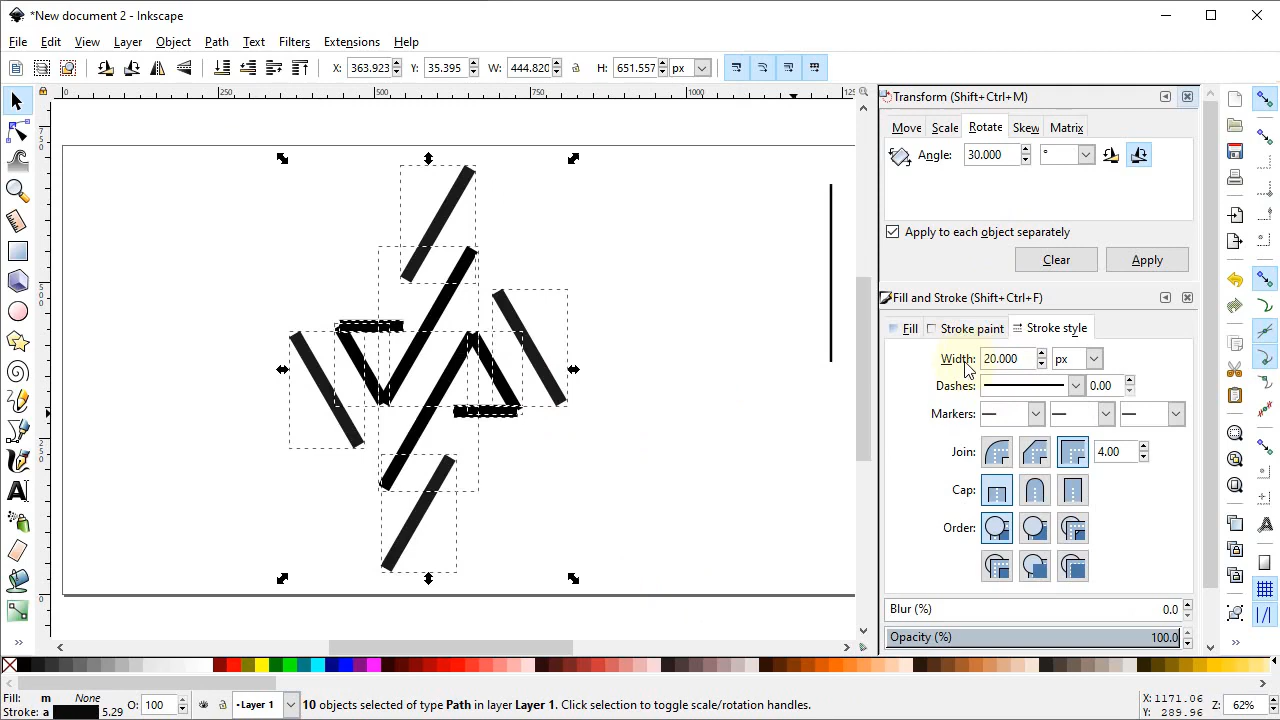 *New document 2 - Inkscape
File Edit View Layer Object Path Text Filters Extensions Help
X: 363.923 Y: 35.395 W: 444.820 H: 651.557 px
250 500 750 1000
Transform (Shift+Ctrl+M)
Move Scale Rotate Skew Matrix
Angle: 30.000 °
Apply to each object separately
Clear Apply
Fill and Stroke (Shift+Ctrl+F)
Fill Stroke paint Stroke style
Width: 20.000 px
Dashes: 0.00
Markers:
Join: 4.00
Cap:
Order:
Blur (%) 0.0
Opacity (%) 100.0
Fill: m None
Stroke: a 5.29
O: 100
Layer 1
10 objects selected of type Path in layer Layer 1. Click selection to toggle scale/rotation handles.
X: 1171.06
Y: 289.96
Z: 62%